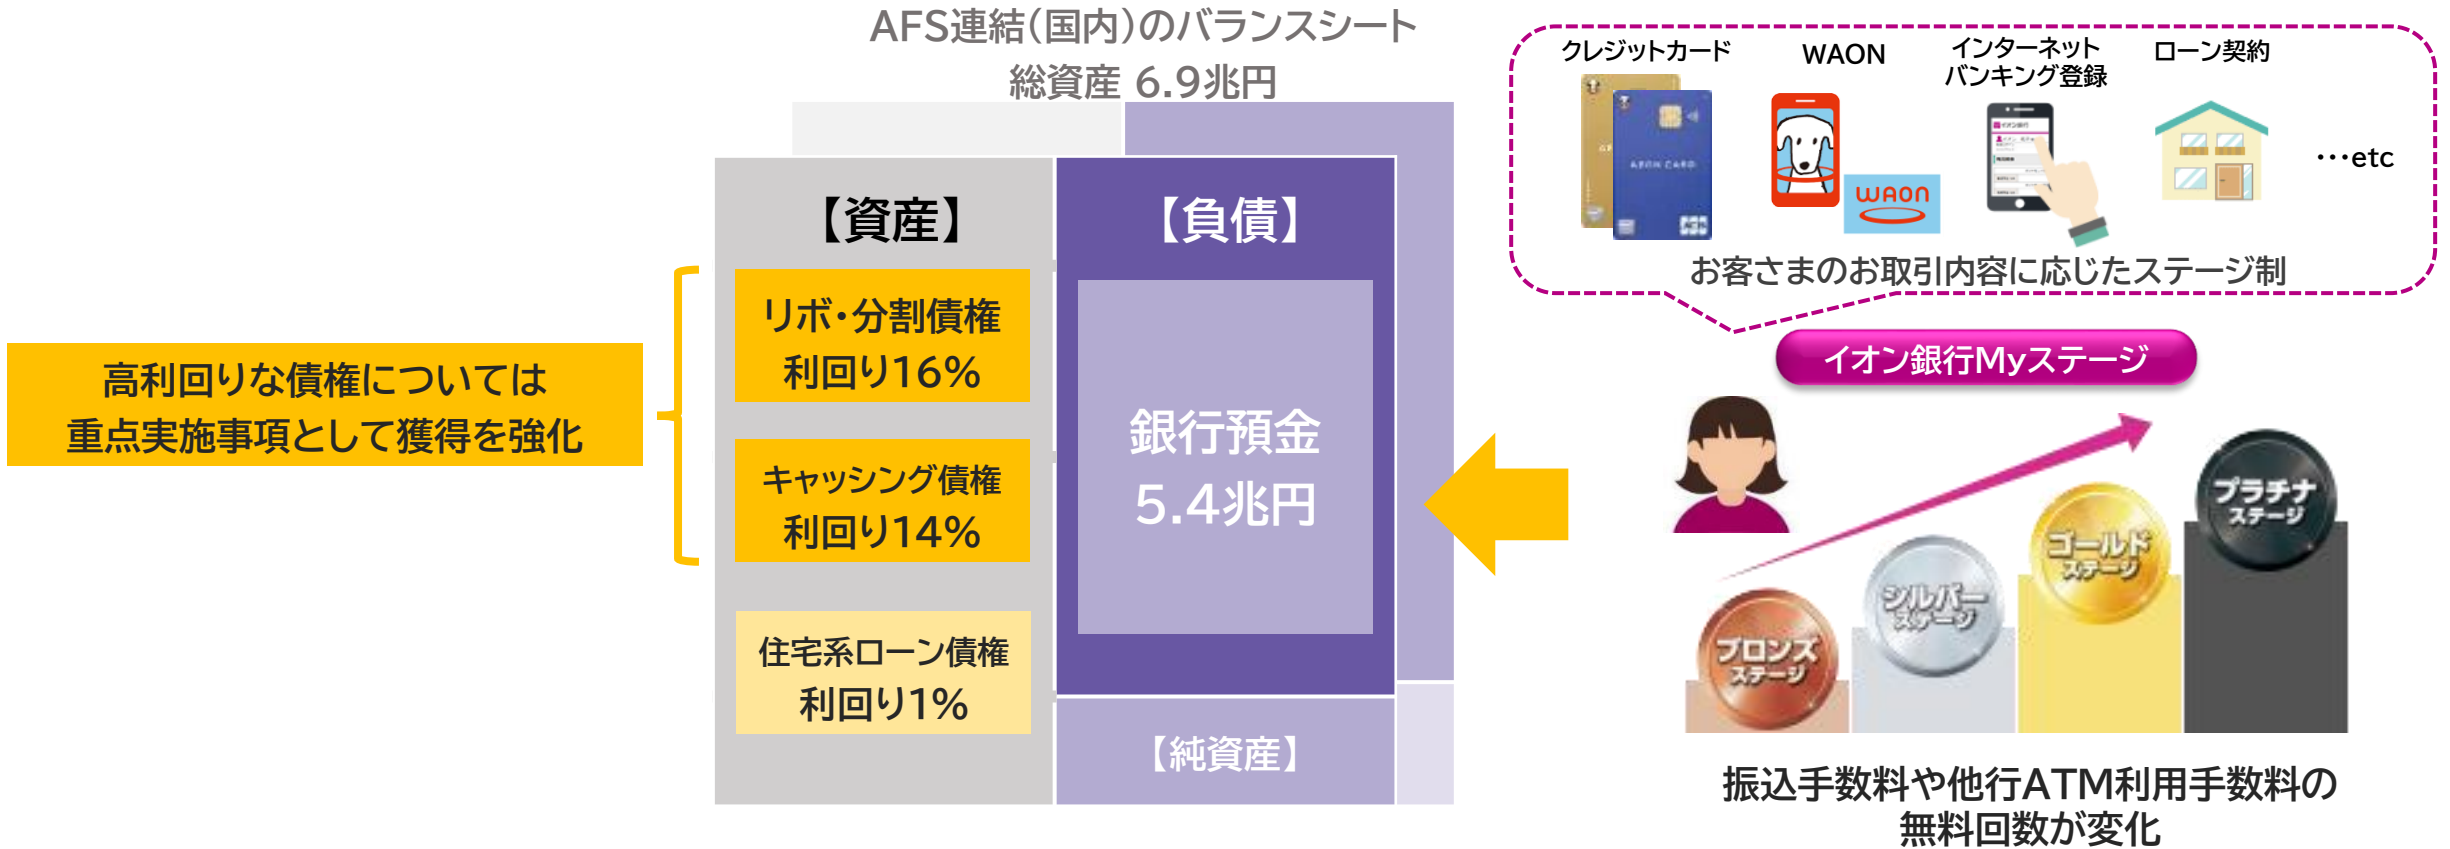 AFS連結(国内)のバランスシート
総資産 6.9兆円
【資産】
【負債】
リボ・分割債権
利回り16%
キャッシング債権
利回り14%
住宅系ローン債権
利回り1%
銀行預金
5.4兆円
【純資産】
高利回りな債権については
重点実施事項として獲得を強化
クレジットカード
WAON
インターネット
バンキング登録
ローン契約
AEON CARD
WAON
イオン銀行
…etc
お客さまのお取引内容に応じたステージ制
イオン銀行Myステージ
ブロンズ
ステージ
シルバー
ステージ
ゴールド
ステージ
プラチナ
ステージ
振込手数料や他行ATM利用手数料の
無料回数が変化